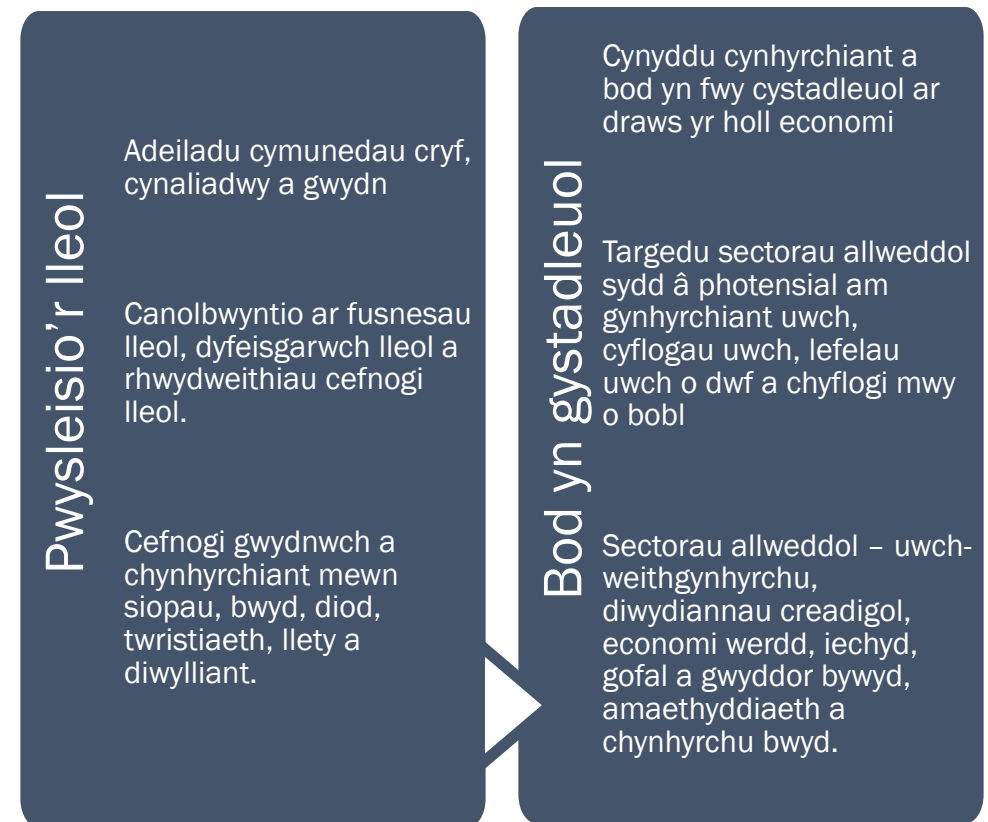 Pwysleisio’r lleol
Adeiladu cymunedau cryf,
cynaliadwy a gwydn
Canolbwyntio ar fusnesau
lleol, dyfeisgarwch lleol a
rhwydweithiau cefnogi
lleol.
Cefnogi gwydnwch a
chynhyrchiant mewn
siopau, bwyd, diod,
twristiaeth, llety a
diwylliant.
Bod yn gystadleuol
Cynyddu cynhyrchiant a
bod yn fwy cystadleuol ar
draws yr holl economi
Targedu sectorau allweddol
sydd â photensial am
gynhyrchiant uwch,
cyflogau uwch, lefelau
uwch o dwf a chyflogi mwy
o bobl
Sectorau allweddol – uwch-
weithgynhyrchu,
diwydiannau creadigol,
economi werdd, iechyd,
gofal a gwyddor bywyd,
amaethyddiaeth a
chynhyrchu bwyd.